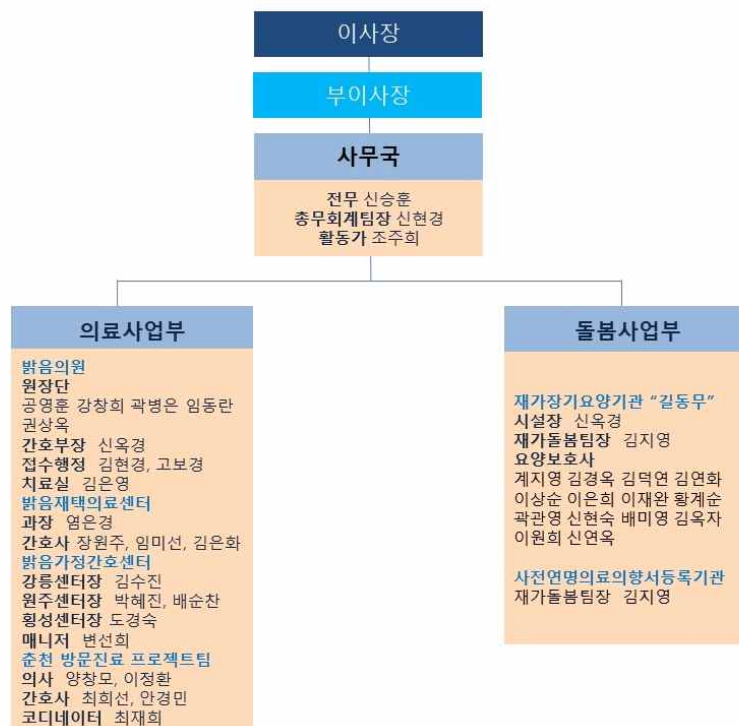 이사장
부이사장
사무국
전무 신승훈
총무회계팀장 신현경
활동가 조주희
의료사업부
밝음의원
원장단
공영훈 강창희 곽병은 임동란
권상옥
간호부장 신옥경
접수행정 김현경, 고보경
치료실 김은영
밝음재택의료센터
과장 염은경
간호사 장원주, 임미선, 김은화
밝음가정간호센터
강릉센터장 김수진
원주센터장 박혜진, 배순찬
횡성센터장 도경숙
매니저 변선희
춘천 방문진료 프로젝트팀
의사 양창모, 이정환
간호사 최희선, 안경민
코디네이터 최재희
돌봄사업부
재가장기요양기관 “길동무”
시설장 신옥경
재가돌봄팀장 김지영
요양보호사
계지영 김경옥 김덕연 김연화
이상순 이은희 이재완 황계순
곽관영 신현숙 배미영 김옥자
이원희 신연옥
사전연명의료의향서등록기관
재가돌봄팀장 김지영